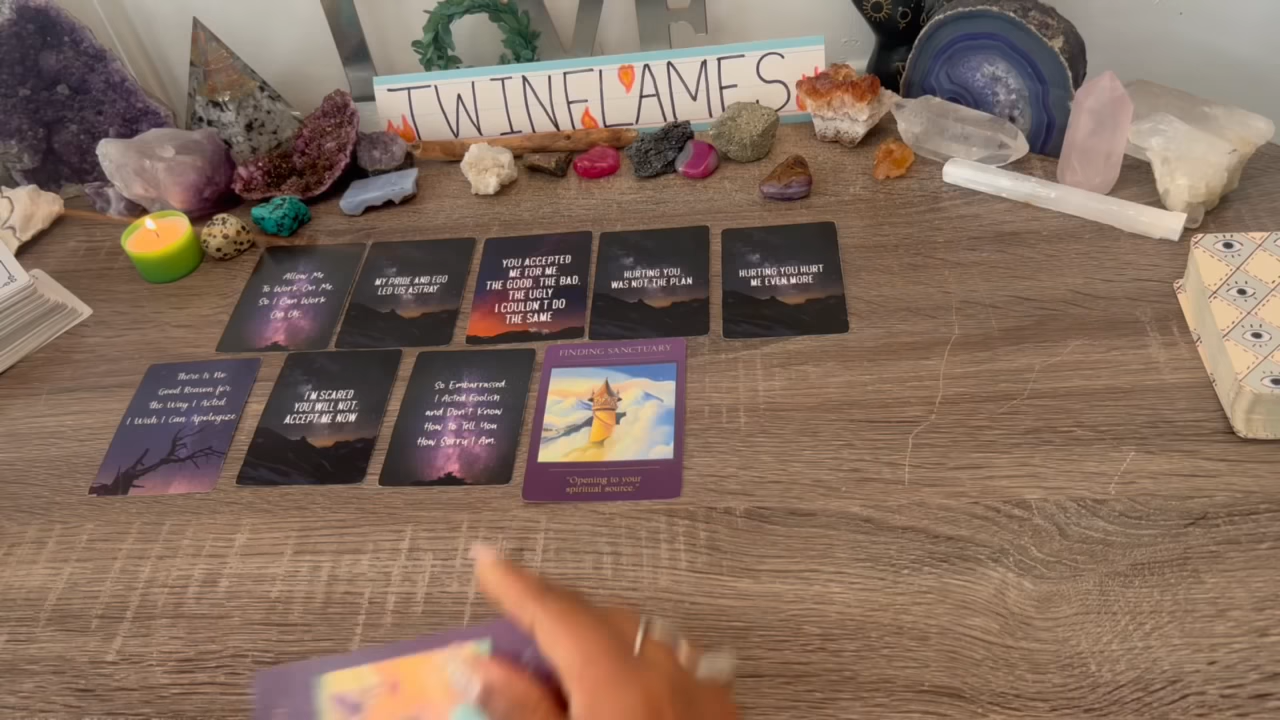 LOVE
TWINFLAMES
Allow Me
To Work On Me.
So I Can Work
On Us.
MY PRIDE AND EGO
LED US ASTRAY
YOU ACCEPTED
ME FOR ME.
THE GOOD, THE BAD,
THE UGLY
I COULDN'T DO
THE SAME
HURTING YOU
WAS NOT THE PLAN
HURTING YOU HURT
ME EVEN MORE
There Is No
Good Reason for
the Way I Acted
I Wish I Can Apologize
I'M SCARED
YOU WILL NOT
ACCEPT ME NOW
So Embarrassed.
I Acted Foolish
and Don't Know
How to Tell You
How Sorry I Am.
FINDING SANCTUARY
"Opening to your
spiritual source."